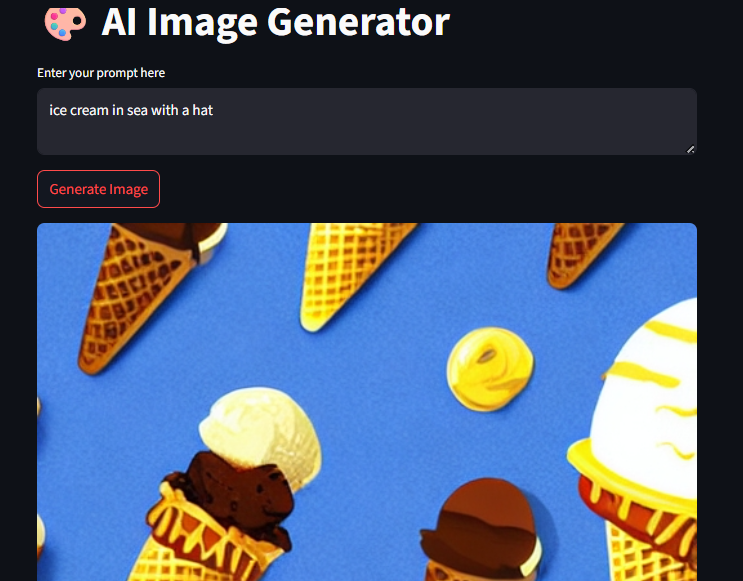 AI Image Generator
Enter your prompt here
ice cream in sea with a hat
Generate Image